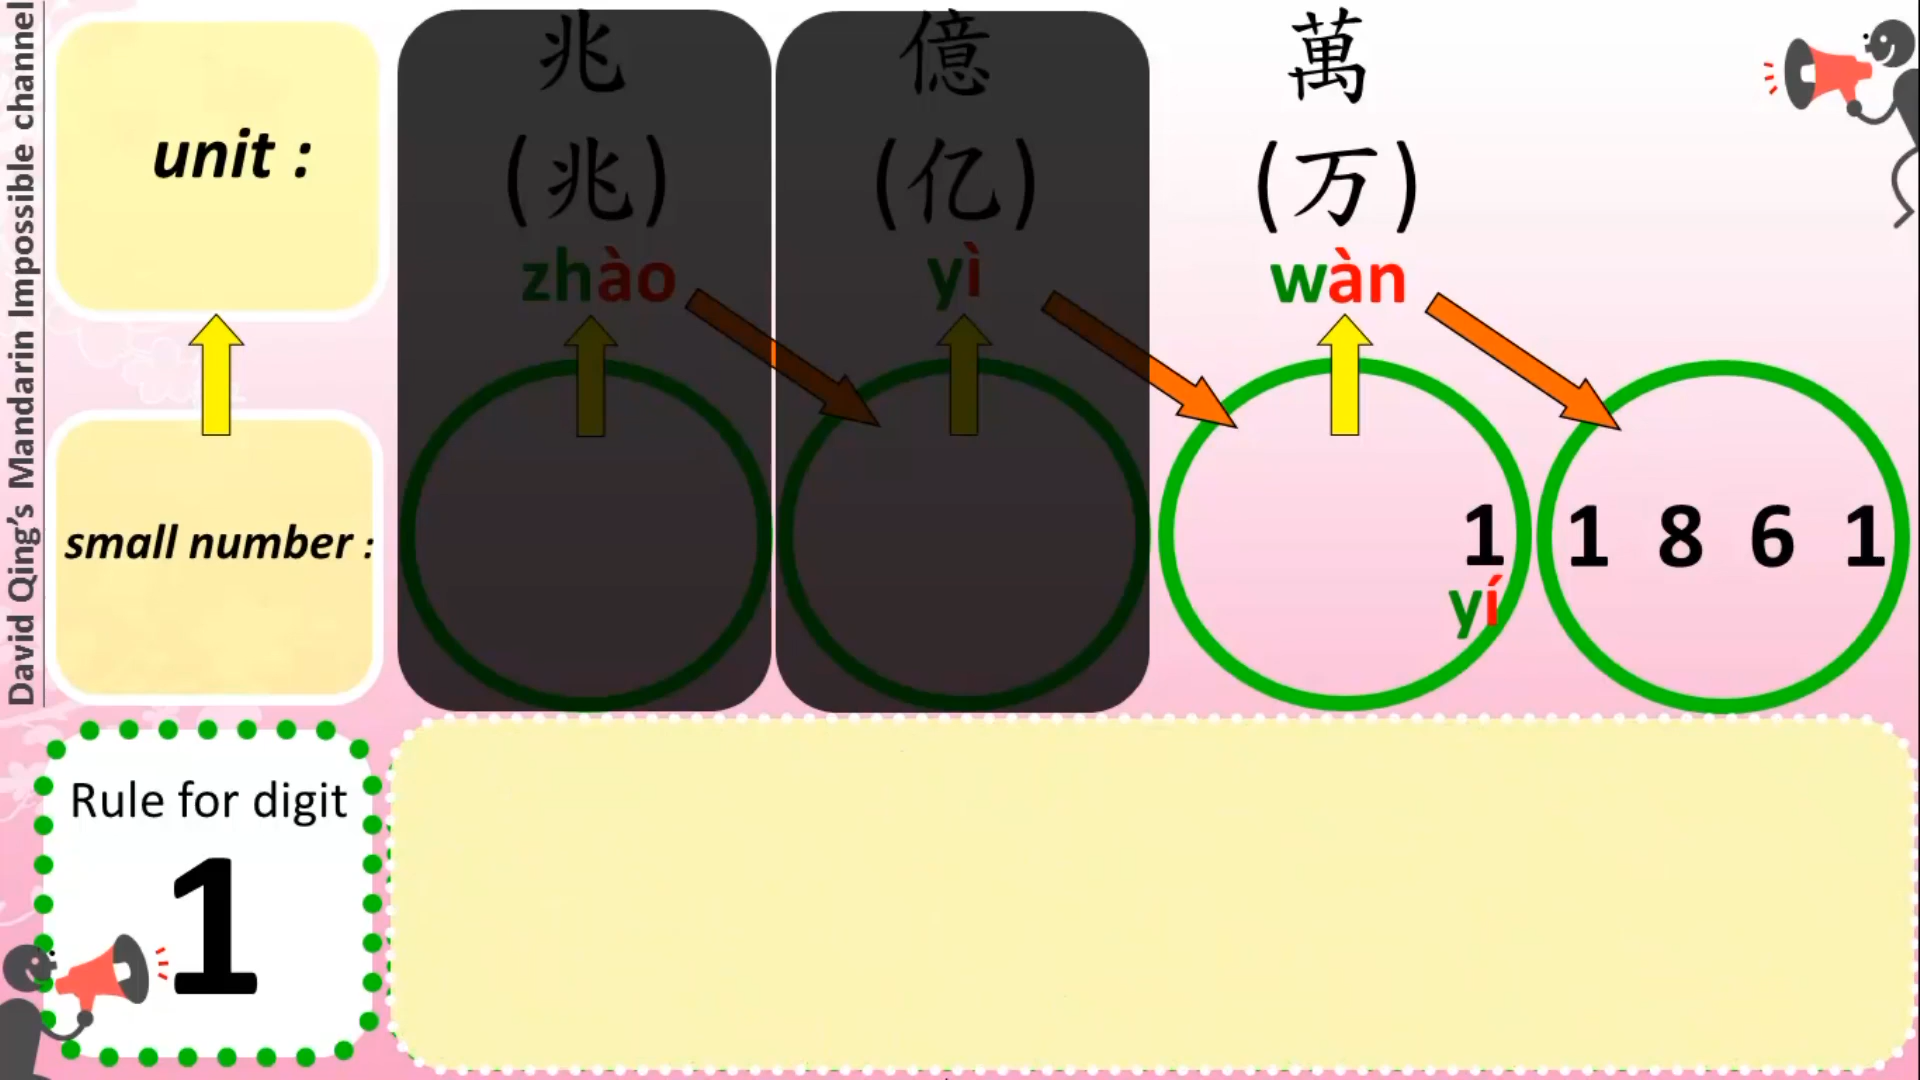 David Qing's Mandarin Impossible channel
unit :
兆
(兆)
zhào
億
(亿)
yì
萬
(万)
wàn
small number :
1
yí
1 8 6 1
Rule for digit
1